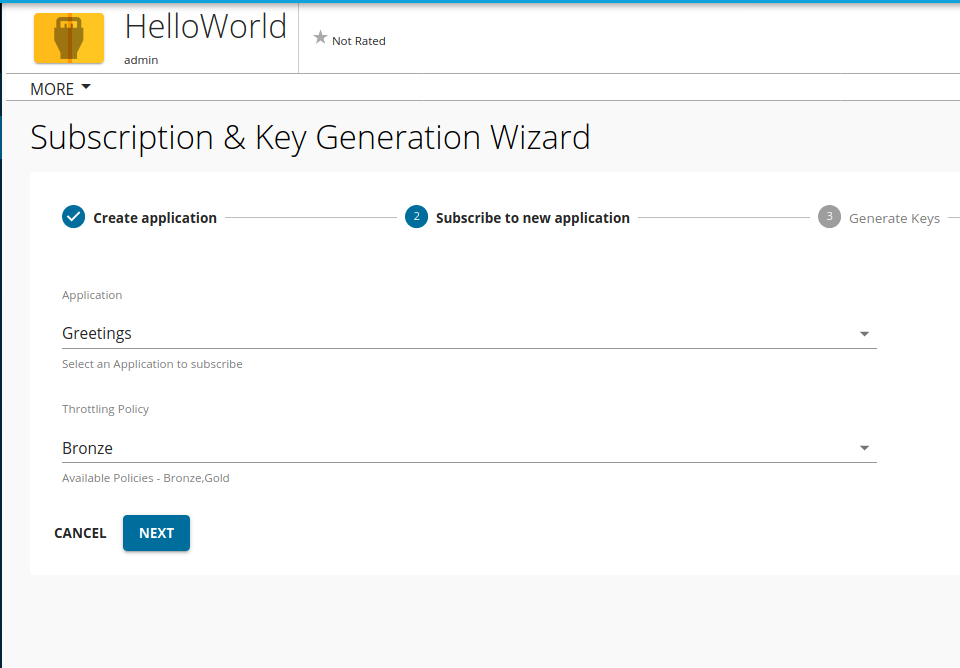 HelloWorld
admin
Not Rated
MORE
Subscription & Key Generation Wizard
Create application
2 Subscribe to new application
3 Generate Keys
Application
Greetings
Select an Application to subscribe
Throttling Policy
Bronze
Available Policies - Bronze,Gold
CANCEL NEXT